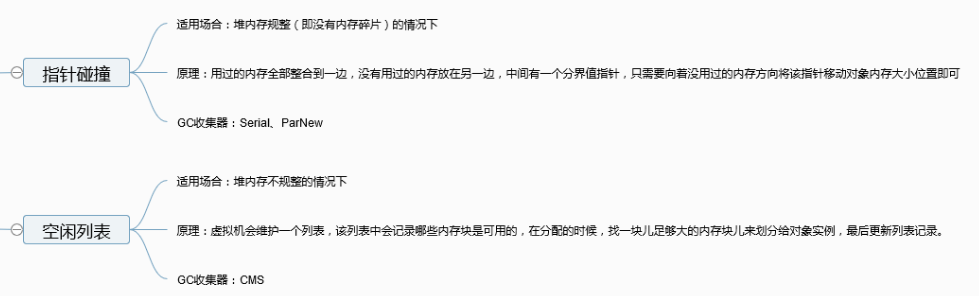 适用场合：堆内存规整（即没有内存碎片）的情况下
指针碰撞
原理：用过的内存全部整合到一边，没有用过的内存放在另一边，中间有一个分界值指针，只需要向着没用过的内存方向将该指针移动对象内存大小位置即可
GC收集器：Serial、ParNew
适用场合：堆内存不规整的情况下
空闲列表
原理：虚拟机会维护一个列表，该列表中会记录哪些内存块是可用的，在分配的时候，找一块儿足够大的内存块儿来划分给对象实例，最后更新列表记录。
GC收集器：CMS